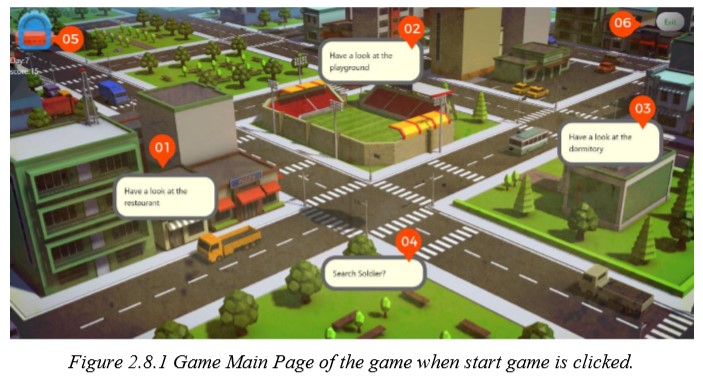 05
Day:7
score:15
02
Have a look at the
playground
06
Exit
03
Have a look at the
dormitory
01
Have a look at the
restaurant
04
Search Soldier?
Figure 2.8.1 Game Main Page of the game when start game is clicked.